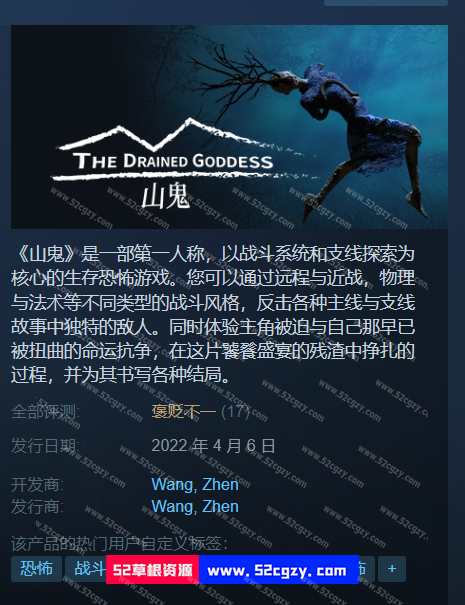 THE DRAINED GODDESS
山鬼
《山鬼》是一部第一人称，以战斗系统和支线探索为
核心的生存恐怖游戏。您可以通过远程与近战，物理
与法术等不同类型的战斗风格，反击各种主线与支线
故事中独特的敌人。同时体验主角被迫与自己那早已
被扭曲的命运抗争，在这片饕餮盛宴的残渣中挣扎的
过程，并为其书写各种结局。
全部评测: 褒贬不一 (17)
发行日期: 2022 年 4 月 6 日
开发商: Wang, Zhen
发行商: Wang, Zhen
该产品的热门用户自定义标签:
恐怖 战斗 52草根资源 www.52cgzy.com +